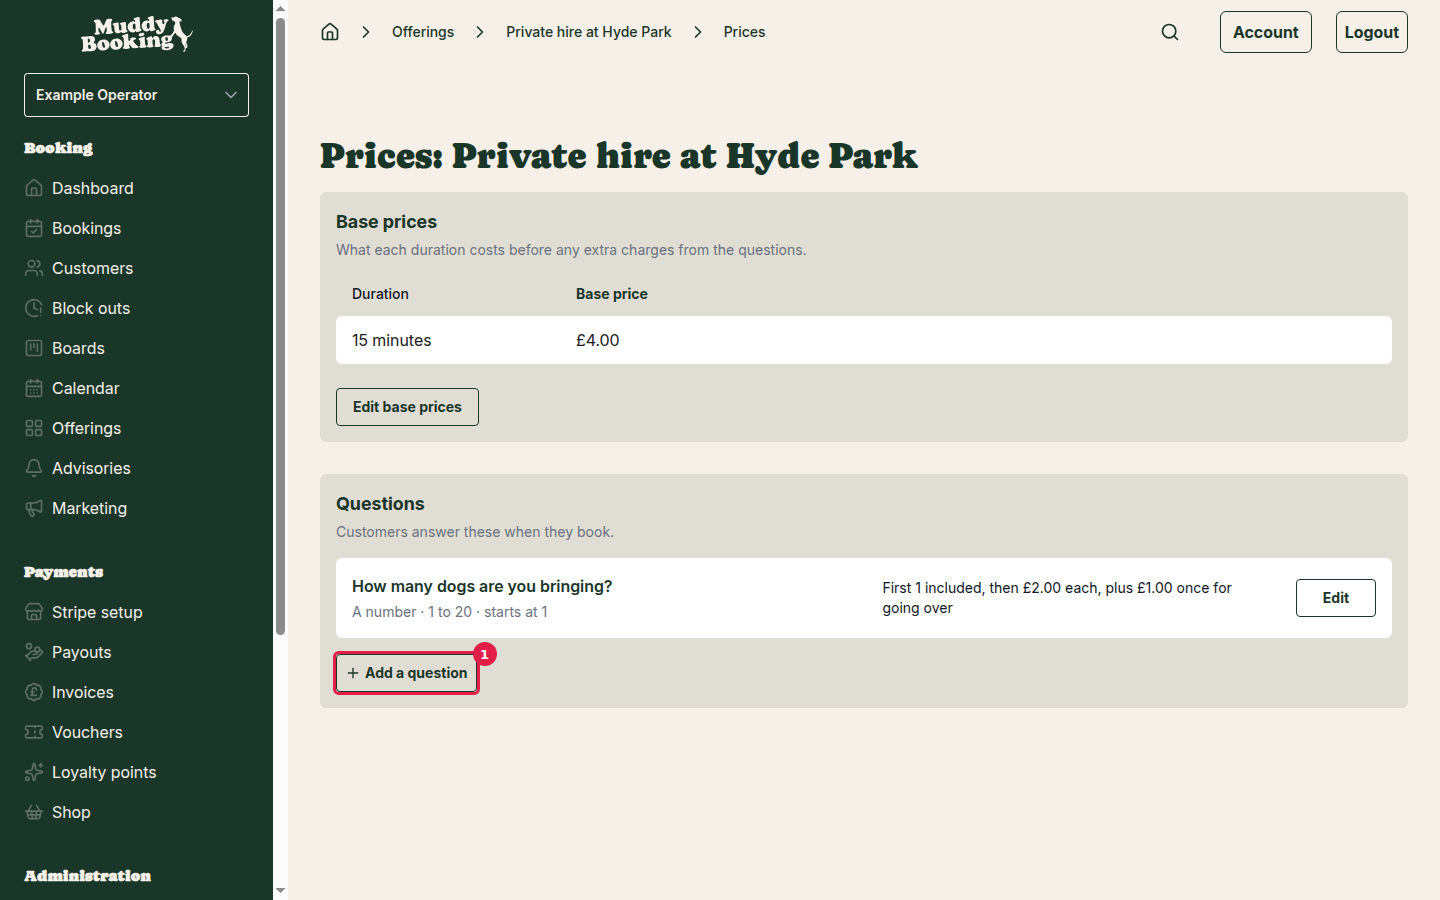 Muddy
Booking
Example Operator
Booking
Dashboard
Bookings
Customers
Block outs
Boards
Calendar
Offerings
Advisories
Marketing
Payments
Stripe setup
Payouts
Invoices
Vouchers
Loyalty points
Shop
Administration
Offerings
Private hire at Hyde Park
Prices
Account
Logout
Prices: Private hire at Hyde Park
Base prices
What each duration costs before any extra charges from the questions.
Duration
Base price
15 minutes
£4.00
Edit base prices
Questions
Customers answer these when they book.
How many dogs are you bringing?
A number · 1 to 20 · starts at 1
First 1 included, then £2.00 each, plus £1.00 once for
going over
Edit
+ Add a question
1